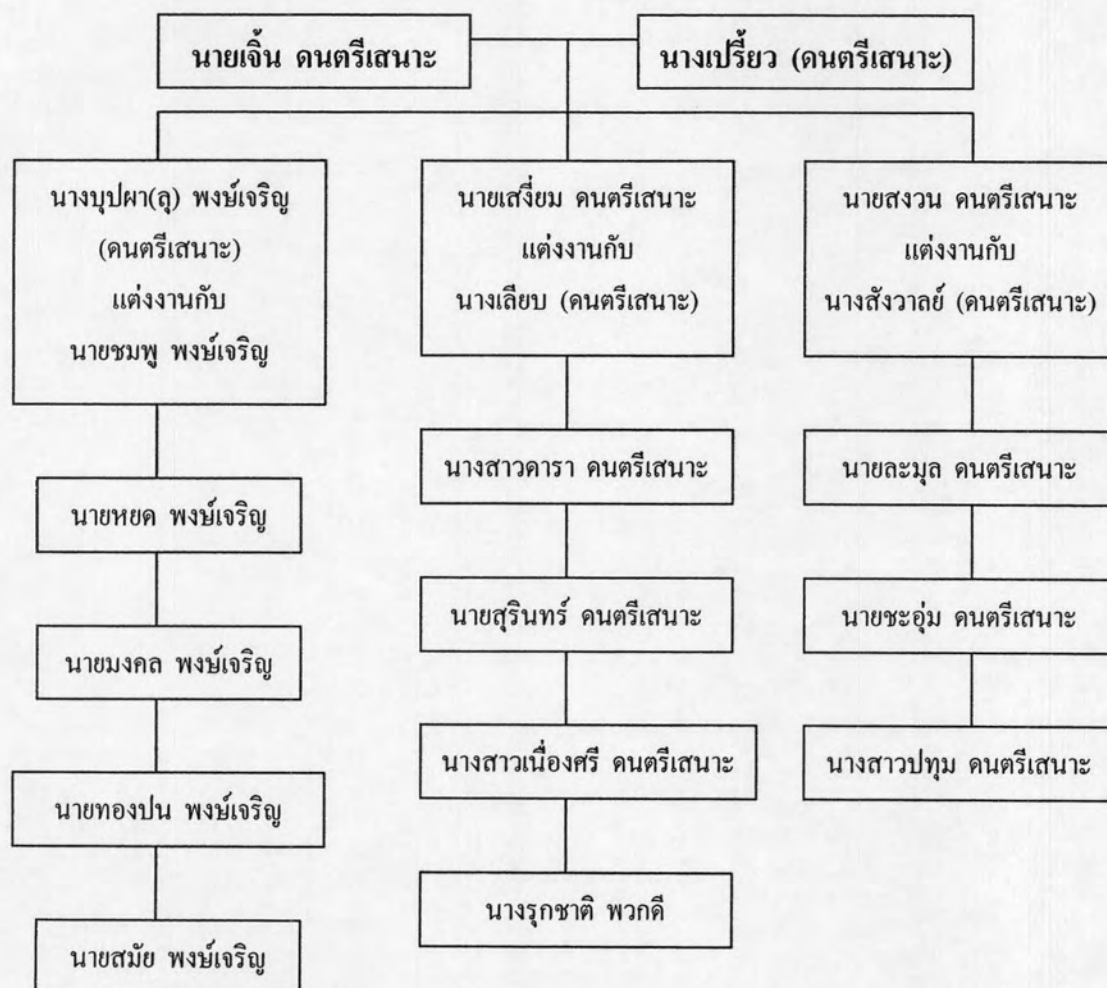 นายเจิ้น ดนตรีเสนาะ
นางเปรี้ยว (ดนตรีเสนาะ)
นางบุปผา(ลุ) พงษ์เจริญ
(ดนตรีเสนาะ)
แต่งงานกับ
นายชมพู พงษ์เจริญ
นายหยด พงษ์เจริญ
นายมงคล พงษ์เจริญ
นายทองปน พงษ์เจริญ
นายสมัย พงษ์เจริญ
นายเสงี่ยม ดนตรีเสนาะ
แต่งงานกับ
นางเลียบ (ดนตรีเสนาะ)
นางสาวดารา ดนตรีเสนาะ
นายสุรินทร์ ดนตรีเสนาะ
นางสาวเนื่องศรี ดนตรีเสนาะ
นางรุกชาติ พวกดี
นายสงวน ดนตรีเสนาะ
แต่งงานกับ
นางสังวาลย์ (ดนตรีเสนาะ)
นายละมุล ดนตรีเสนาะ
นายชะอุ่ม ดนตรีเสนาะ
นางสาวปทุม ดนตรีเสนาะ